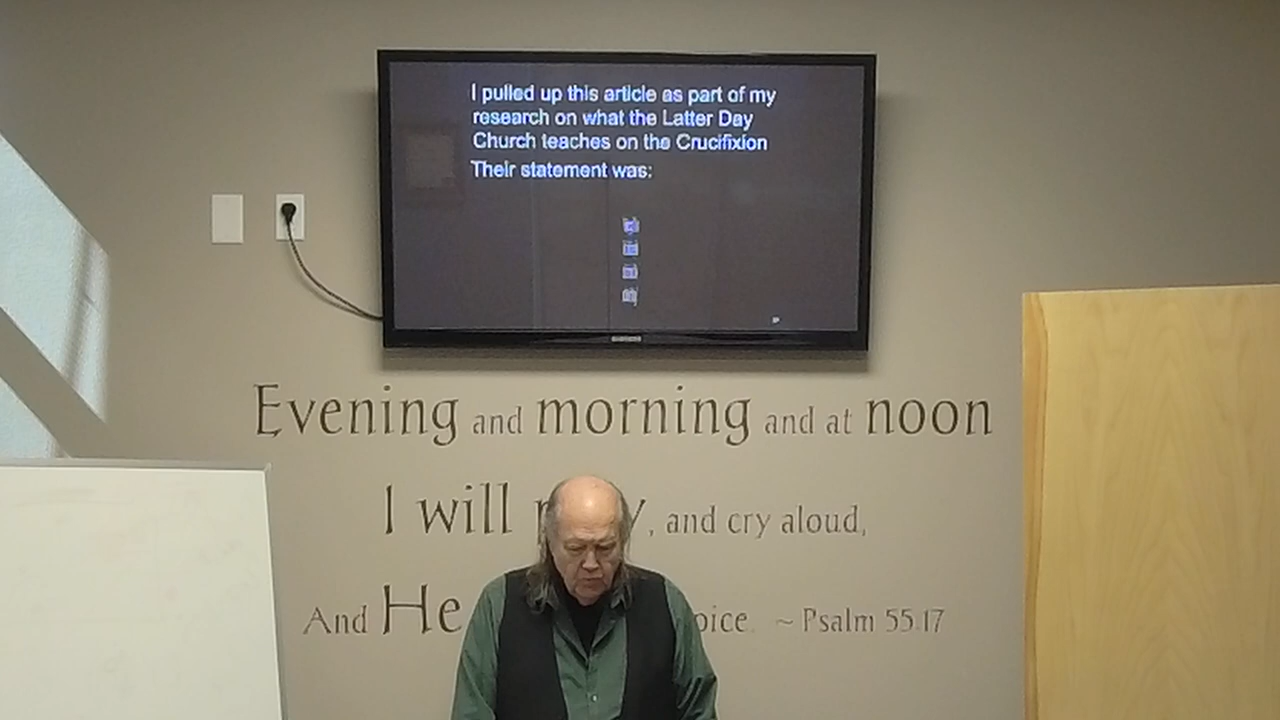 I pulled up this article as part of my
research on what the Latter Day
Church teaches on the Crucifixion
Their statement was:
Evening and morning and at noon
I will , and cry aloud,
And He ~ Psalm 55:17